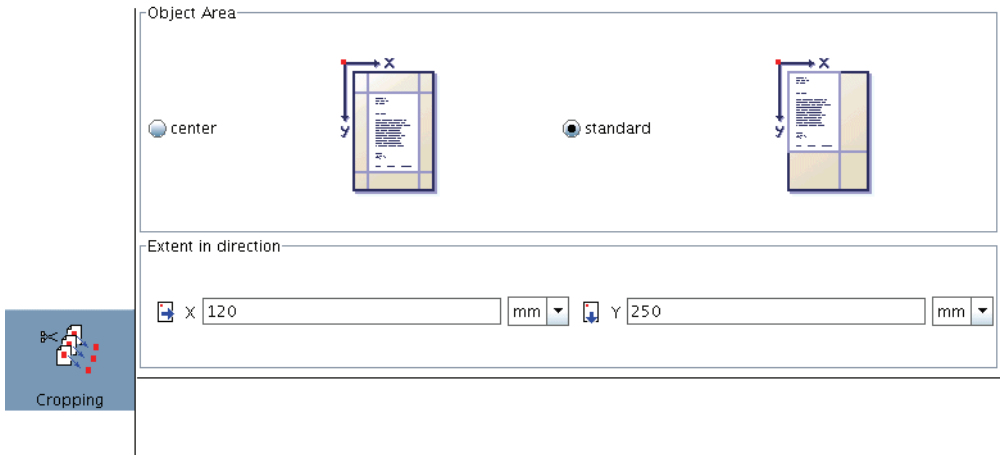 Object Area
x
y
center
x
y
standard
Extent in direction
X 120 mm Y 250 mm
Cropping